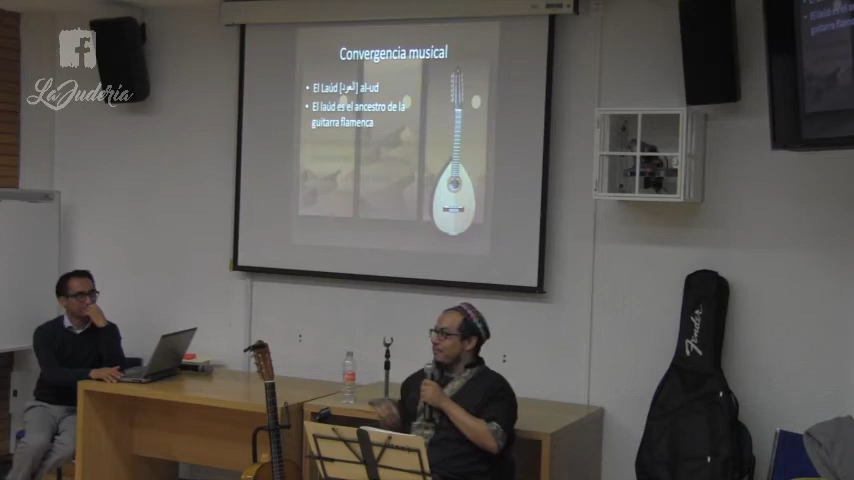 f
LaJuderia
Convergencia musical
• El Laúd [العود] al-ud
• El laúd es el ancestro de la
guitarra flamenca
Fender